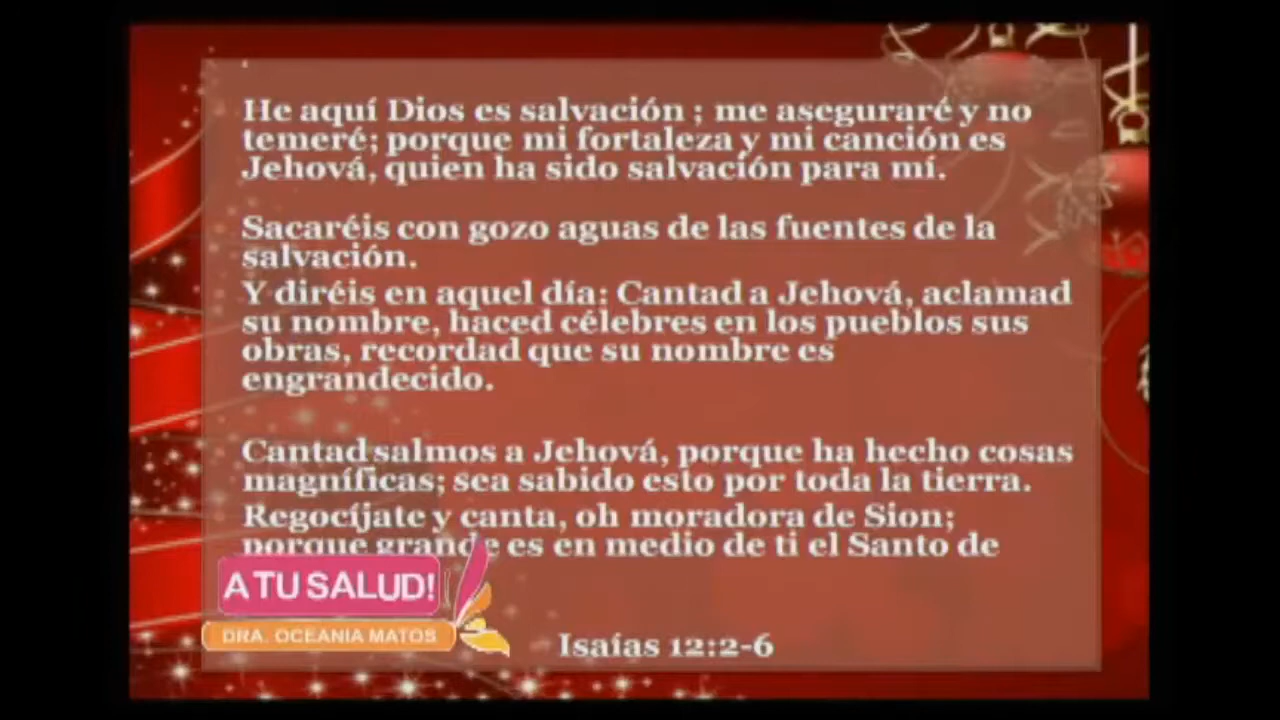 He aquí Dios es salvación ; me aseguraré y no
temeré; porque mi fortaleza y mi canción es
Jehová, quien ha sido salvación para mí.
Sacaréis con gozo aguas de las fuentes de la
salvación.
Y diréis en aquel día: Cantad a Jehová, aclamad
su nombre, haced célebres en los pueblos sus
obras, recordad que su nombre es
engrandecido.
Cantad salmos a Jehová, porque ha hecho cosas
magníficas; sea sabido esto por toda la tierra.
Regocíjate y canta, oh moradora de Sion;
porque grande es en medio de ti el Santo de
A TU SALUD!
DRA. OCEANIA MATOS
Isaías 12:2-6